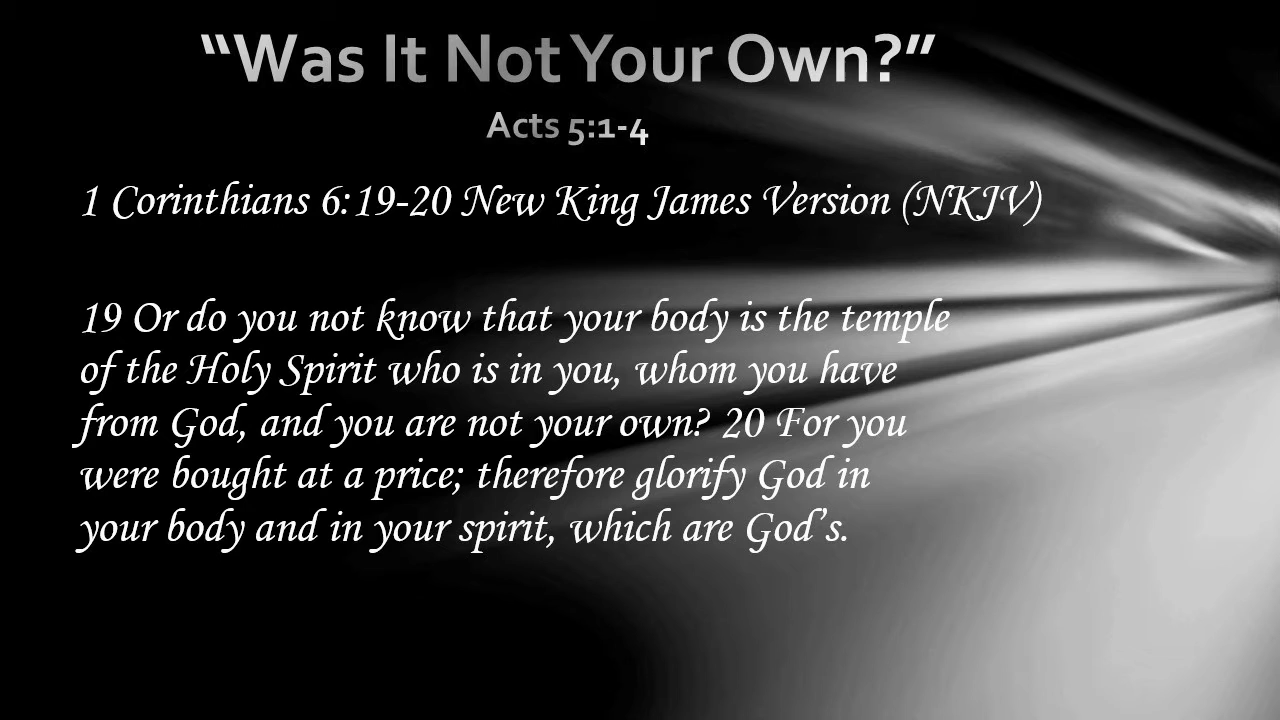 “Was It Not Your Own?”
Acts 5:1-4
1 Corinthians 6:19-20 New King James Version (NKJV)
19 Or do you not know that your body is the temple
of the Holy Spirit who is in you, whom you have
from God, and you are not your own? 20 For you
were bought at a price; therefore glorify God in
your body and in your spirit, which are God’s.